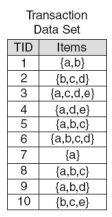 Transaction
Data Set
TID Items
1 {a,b}
2 {b,c,d}
3 {a,c,d,e}
4 {a,d,e}
5 {a,b,c}
6 {a,b,c,d}
7 {a}
8 {a,b,c}
9 {a,b,d}
10 {b,c,e}